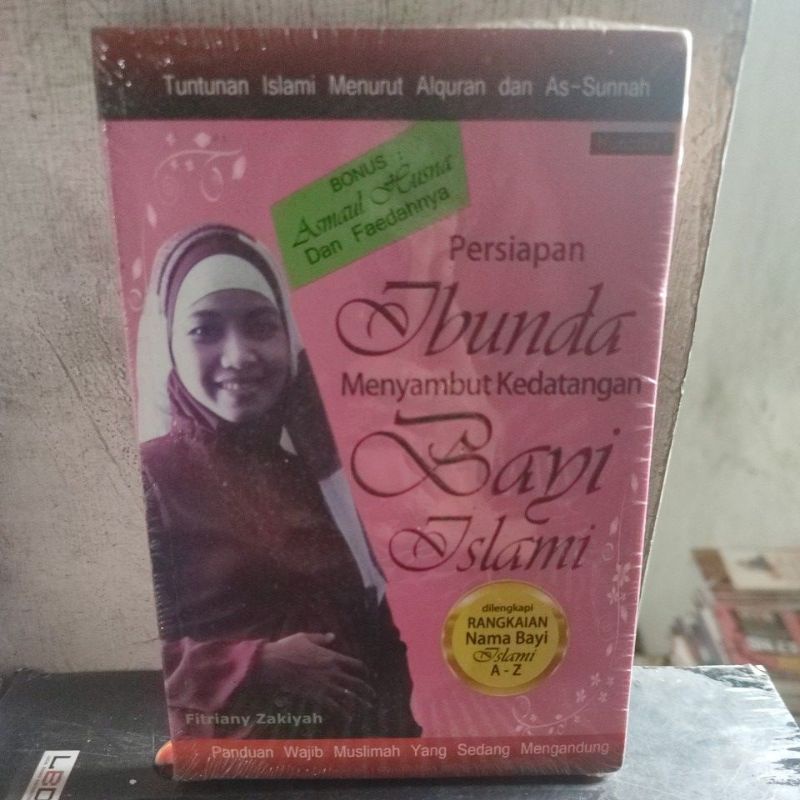 Tuntunan Islami Menurut Alquran dan As-Sunnah
BONUS :
Asmaul Husna
Dan Faedahnya
Persiapan
Ibunda
Menyambut Kedatangan
Bayi
Islami
dilengkapi
RANGKAIAN
Nama Bayi
Islami
A - Z
Fitriany Zakiyah
Panduan Wajib Muslimah Yang Sedang Mengandung